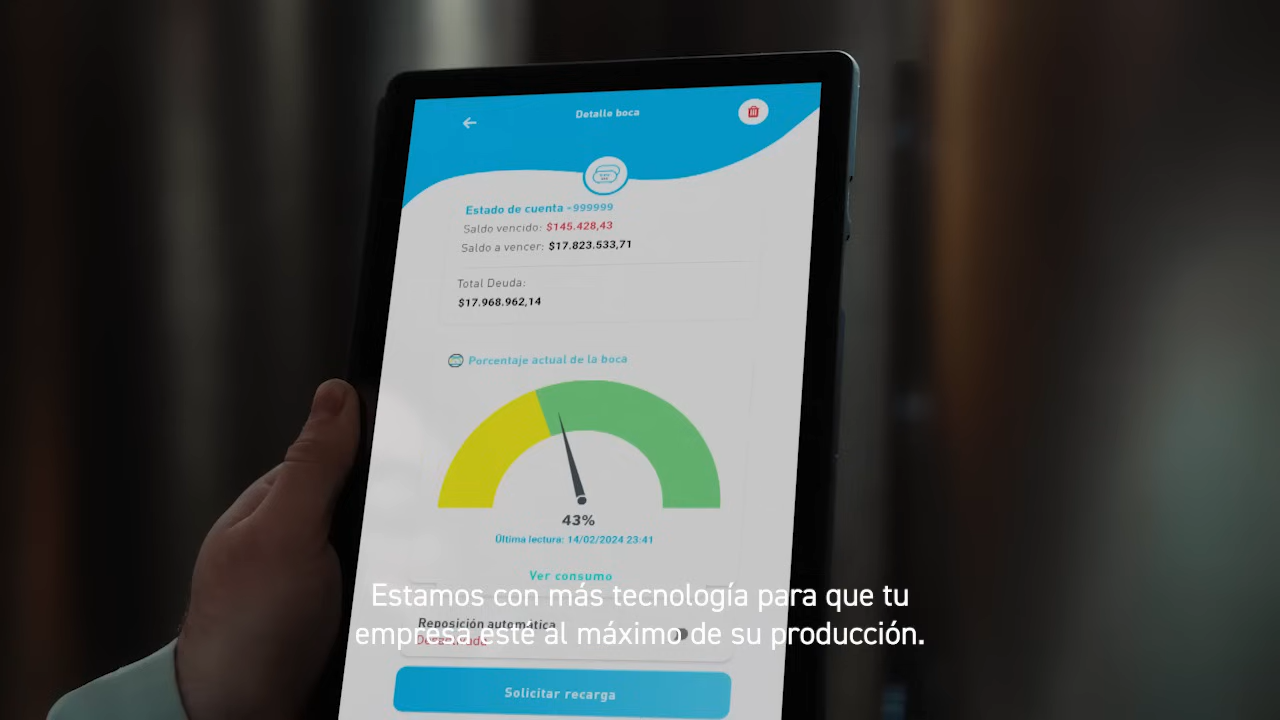 Detalle boca
Estado de cuenta -999999
Saldo vencido: $145.428,43
Saldo a vencer: $17.823.533,71
Total Deuda:
$17.968.962,14
Porcentaje actual de la boca
43%
Última lectura: 14/02/2024 23:41
Ver consumo
Estamos con más tecnología para que tu
Reposición automática
empresa esté al máximo de su producción.
Solicitar recarga